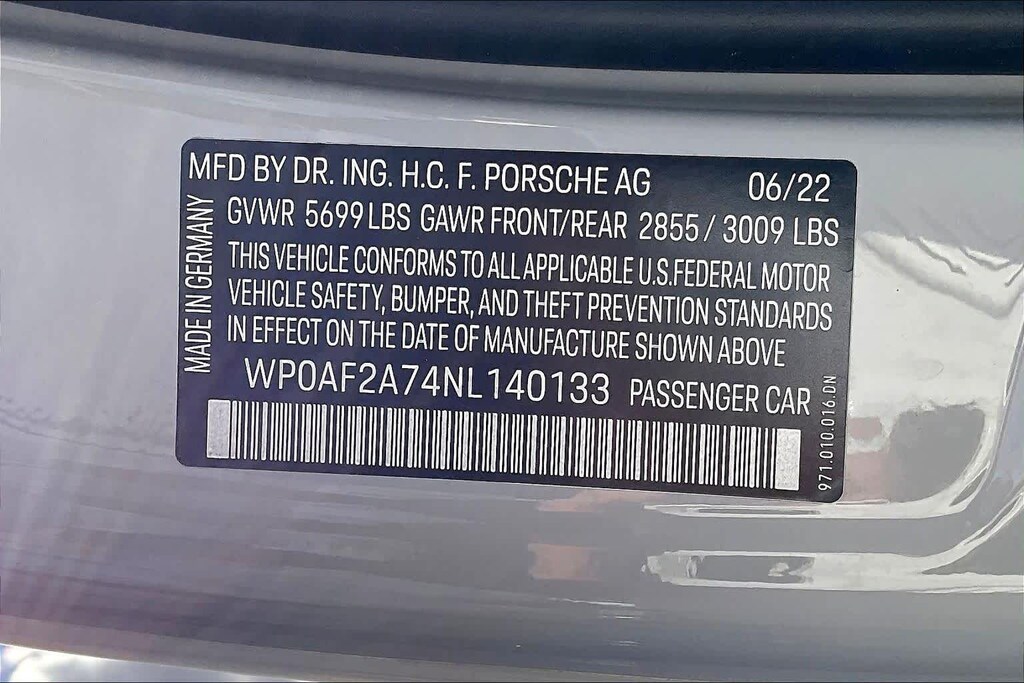 MFD BY DR. ING. H.C. F. PORSCHE AG 06/22
GVWR 5699 LBS GAWR FRONT/REAR 2855 / 3009 LBS
THIS VEHICLE CONFORMS TO ALL APPLICABLE U.S. FEDERAL MOTOR
VEHICLE SAFETY, BUMPER, AND THEFT PREVENTION STANDARDS
IN EFFECT ON THE DATE OF MANUFACTURE SHOWN ABOVE
WP0AF2A74NL140133 PASSENGER CAR
MADE IN GERMANY
971.010.016.DN